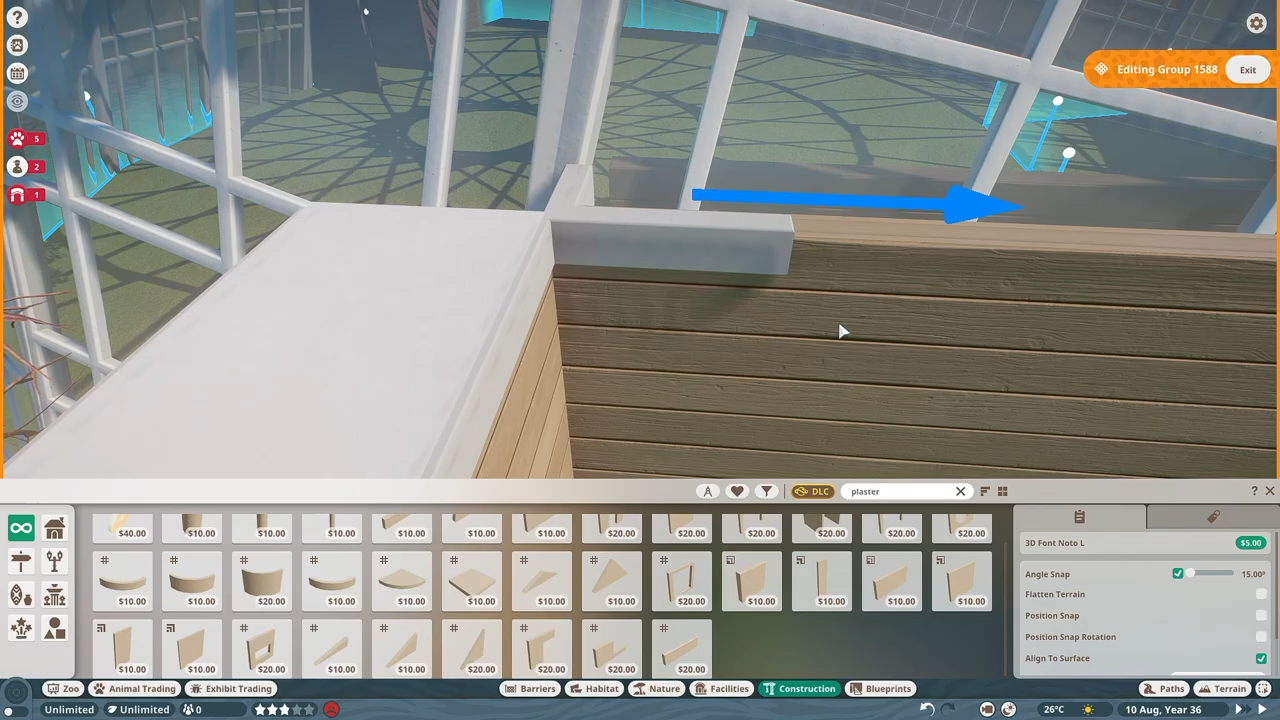 ?
Editing Group 1588
Exit
5
2
1
DLC
plaster
?
$40.00
$10.00
$10.00
$10.00
$10.00
$10.00
$20.00
$20.00
$20.00
$20.00
$20.00
$20.00
$20.00
$10.00
$10.00
$20.00
$10.00
$10.00
$10.00
$10.00
$10.00
$20.00
$10.00
$10.00
$10.00
$10.00
$10.00
$10.00
$20.00
$10.00
$10.00
$20.00
$20.00
$20.00
$10.00
3D Font Noto L
$5.00
Angle Snap
15.00°
Flatten Terrain
Position Snap
Position Snap Rotation
Align To Surface
Zoo
Animal Trading
Exhibit Trading
Barriers
Habitat
Nature
Facilities
Construction
Blueprints
Paths
Terrain
Unlimited
Unlimited
0
26°C
10 Aug, Year 36